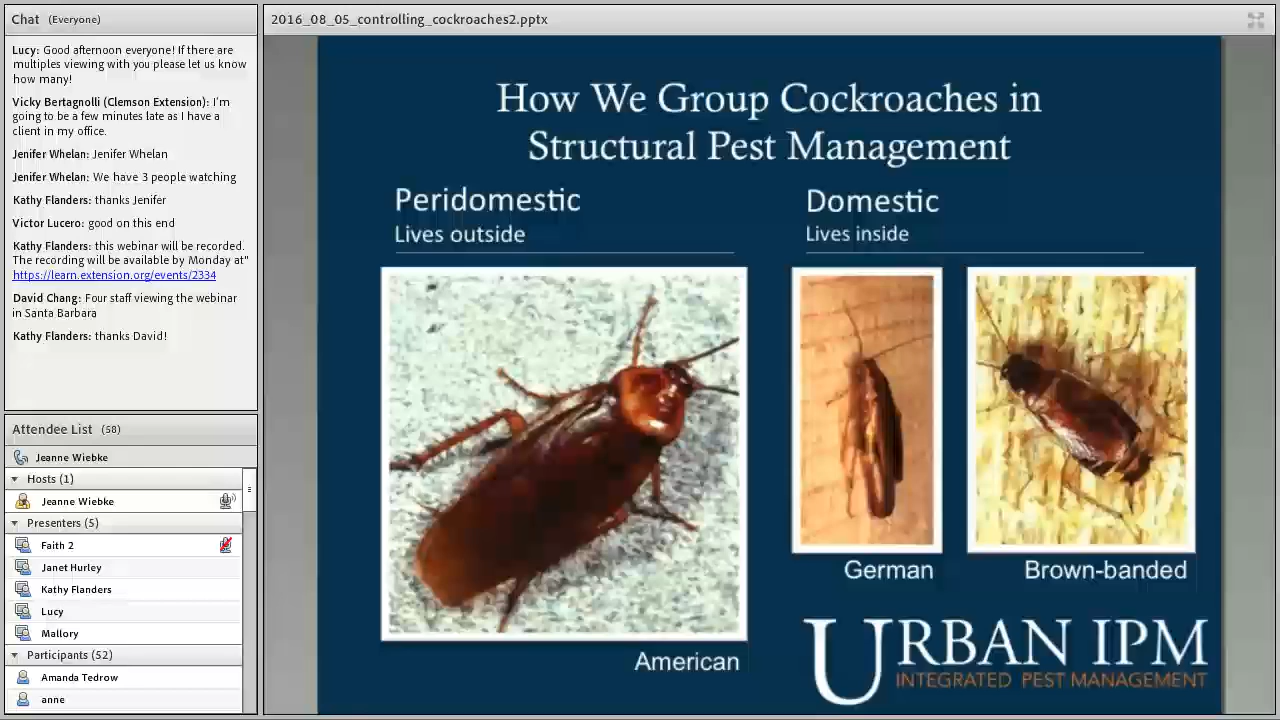 Chat (Everyone)
Lucy: Good afternoon everyone! If there are
multiples viewing with you please let us know
how many!
Vicky Bertagnolli (Clemson Extension): I'm
going to be a few minutes late as I have a
client in my office.
Jenifer Whelan: Jenifer Whelan
Jenifer Whelan: We have 3 people watching
Kathy Flanders: thanks Jenifer
Victor Lucero: good on this end
Kathy Flanders: this webinar will be recorded.
The recording will be available by Monday at"
https://learn.extension.org/events/2334
David Chang: Four staff viewing the webinar
in Santa Barbara
Kathy Flanders: thanks David!
Attendee List (58)
Jeanne Wiebke
Hosts (1)
Jeanne Wiebke
Presenters (5)
Faith 2
Janet Hurley
Kathy Flanders
Lucy
Mallory
Participants (52)
Amanda Tedrow
anne
2016_08_05_controlling_cockroaches2.pptx
How We Group Cockroaches in
Structural Pest Management
Peridomestic
Lives outside
Domestic
Lives inside
American
German
Brown-banded
URBAN IPM
INTEGRATED PEST MANAGEMENT